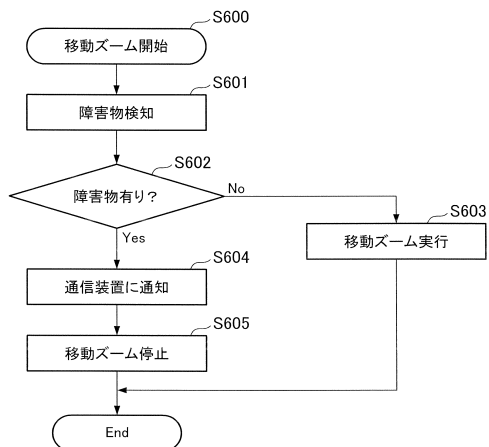 S600
移動ズーム開始
S601
障害物検知
S602
障害物有り?
No
Yes
S603
移動ズーム実行
S604
通信装置に通知
S605
移動ズーム停止
End